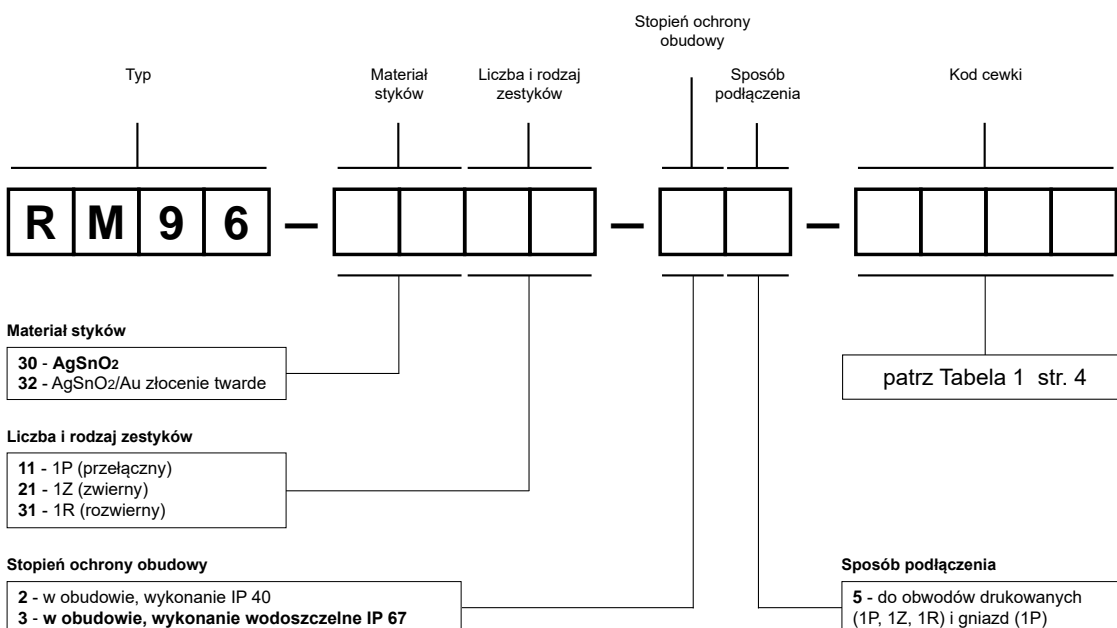 Stopień ochrony
obudowy
Typ
Materiał
styków
Liczba i rodzaj
zestyków
Sposób
podłączenia
Kod cewki
R M 9 6 – – –
Materiał styków
30 - AgSnO2
32 - AgSnO2/Au złocenie twarde
patrz Tabela 1 str. 4
Liczba i rodzaj zestyków
11 - 1P (przełączny)
21 - 1Z (zwierny)
31 - 1R (rozwierny)
Stopień ochrony obudowy
2 - w obudowie, wykonanie IP 40
3 - w obudowie, wykonanie wodoszczelne IP 67
Sposób podłączenia
5 - do obwodów drukowanych
(1P, 1Z, 1R) i gniazd (1P)